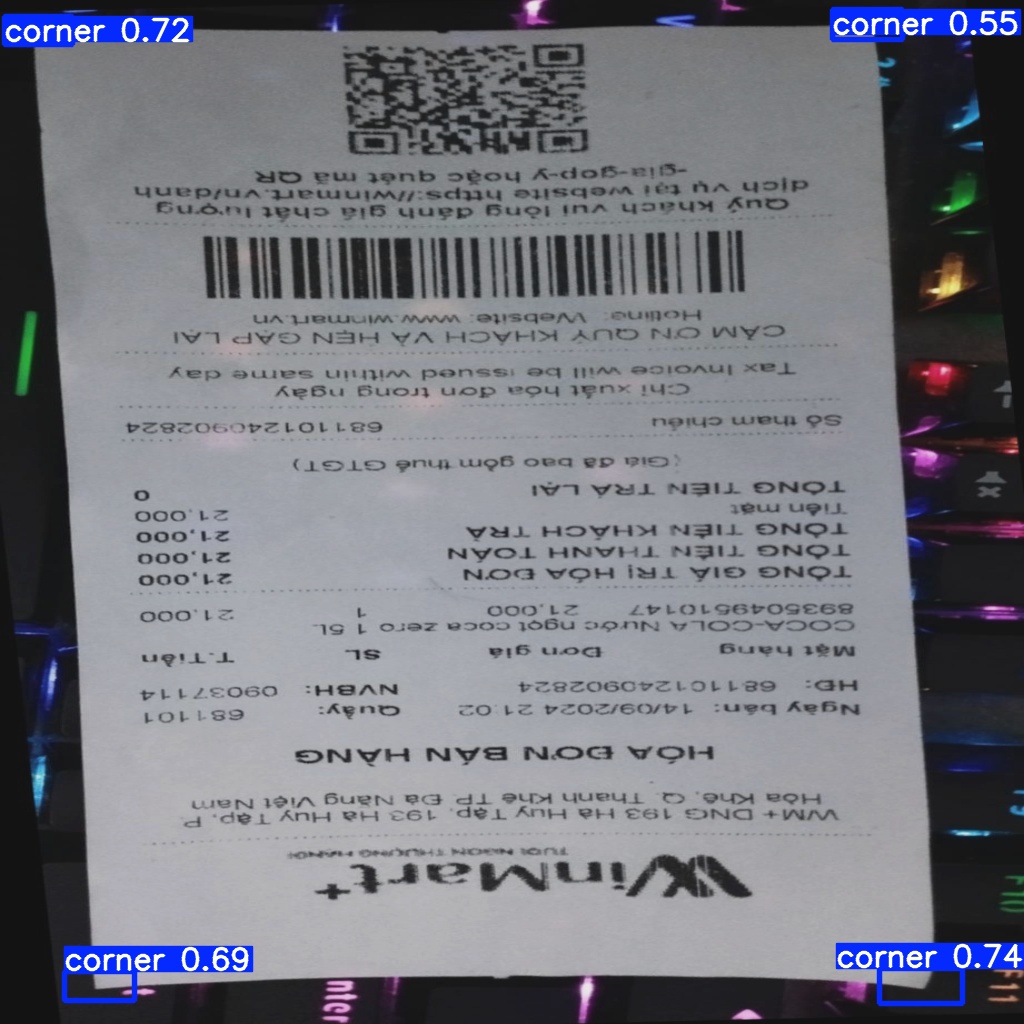 corner 0.72
corner 0.55
WinMart+
TƯƠI NGON THƯỢNG HẠNG
WM+ DNG 193 Hà Huy Tập, 193 Hà Huy Tập, P.
Hòa Khê, Q. Thanh Khê TP. Đà Nẵng Việt Nam
HÓA ĐƠN BÁN HÀNG
Ngày bán: 14/09/2024 21:02 Quầy: 681101
HĐ: 681101240902824 NVBH: 09037114
Mặt hàng Đơn giá SL T.Tiền
COCA-COLA Nước ngọt coca zero 1.5L
8935049510147 21,000 1 21,000
TỔNG GIÁ TRỊ HÓA ĐƠN 21,000
TỔNG TIỀN THANH TOÁN 21,000
TỔNG TIỀN KHÁCH TRẢ 21,000
Tiền mặt 21,000
TỔNG TIỀN TRẢ LẠI 0
(Giá đã bao gồm thuế GTGT)
Số tham chiếu 681101240902824
Chỉ xuất hóa đơn trong ngày
Tax Invoice will be issued within same day
CẢM ƠN QUÝ KHÁCH VÀ HẸN GẶP LẠI
Hotline: Website: www.winmart.vn
Quý khách vui lòng đánh giá chất lượng
dịch vụ tại website https://winmart.vn/danh
-gia-gop-y hoặc quét mã QR
corner 0.69
corner 0.74
F9
F10
F11
nter